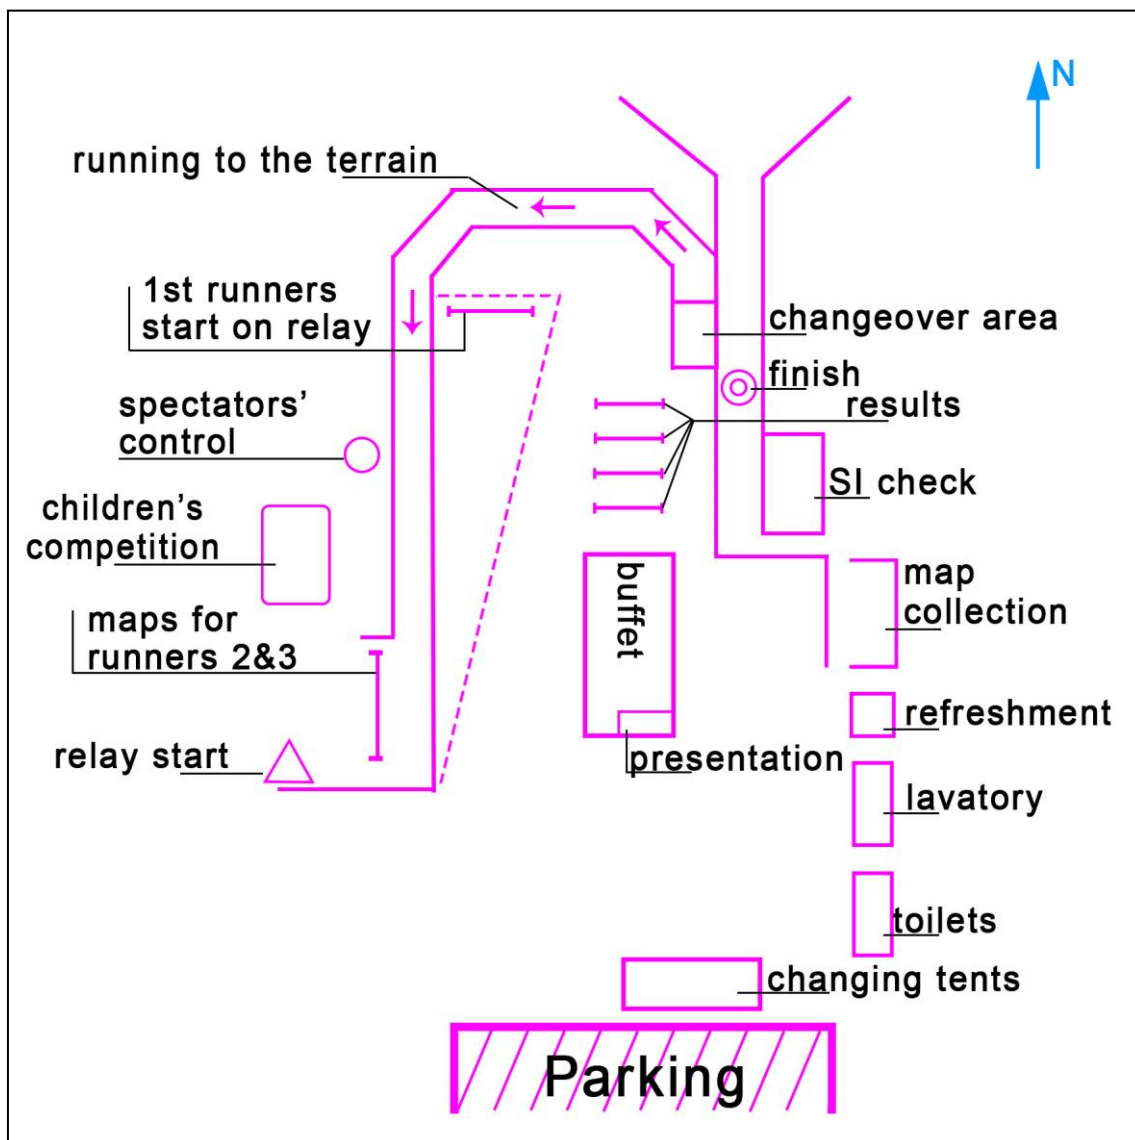 N
running to the terrain
1st runners
start on relay
changeover area
finish
results
spectators’
control
SI check
children’s
competition
buffet
map
collection
maps for
runners 2&3
refreshment
relay start
presentation
lavatory
toilets
changing tents
Parking